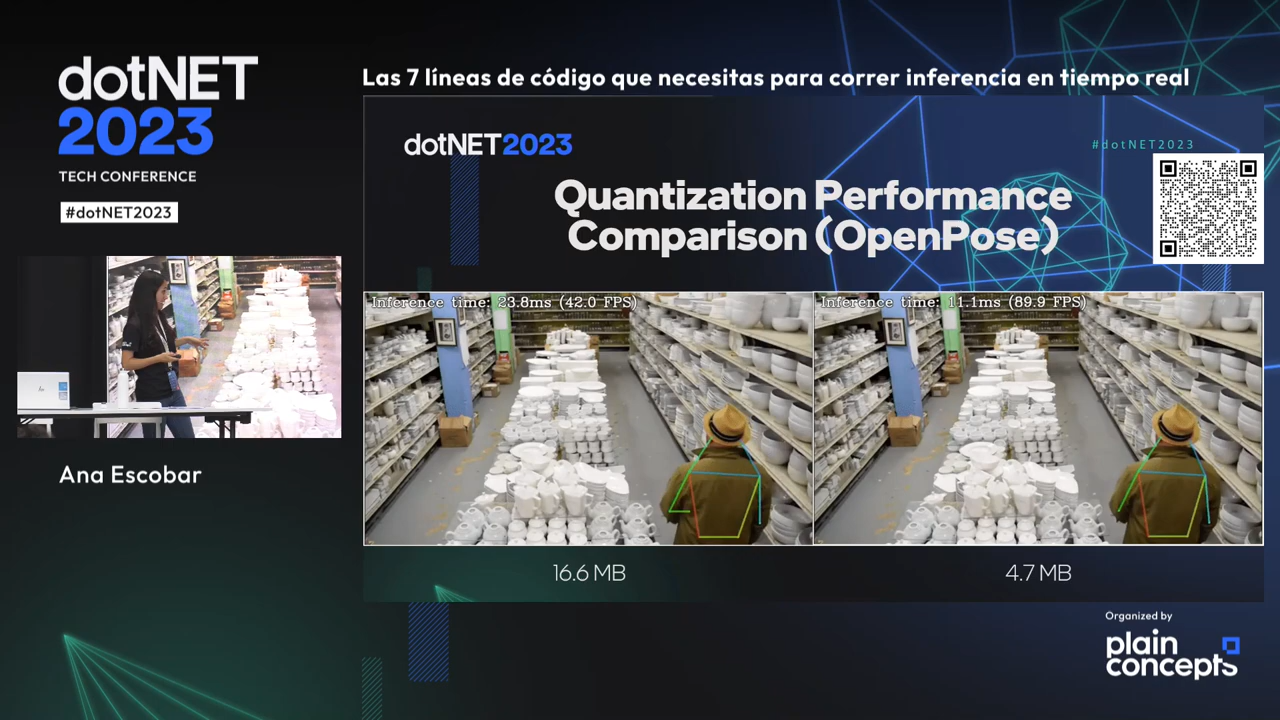 dotNET
2023
TECH CONFERENCE
#dotNET2023
Ana Escobar
Las 7 líneas de código que necesitas para correr inferencia en tiempo real
dotNET2023
#dotNET2023
Quantization Performance
Comparison (OpenPose)
Inference time: 23.8ms (42.0 FPS)
Inference time: 11.1ms (89.9 FPS)
16.6 MB
4.7 MB
Organized by
plain
concepts